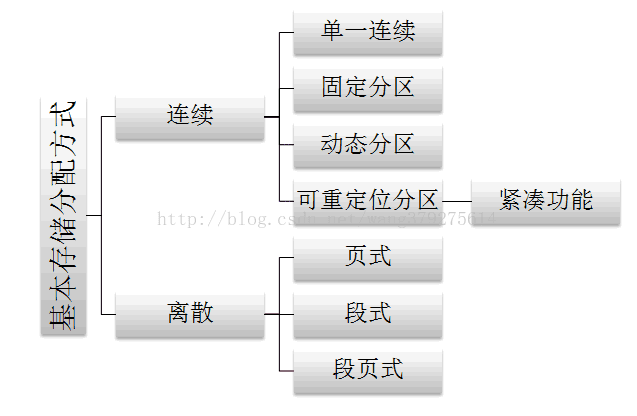 基本存储分配方式
连续
单一连续
固定分区
动态分区
可重定位分区
紧凑功能
离散
页式
段式
段页式